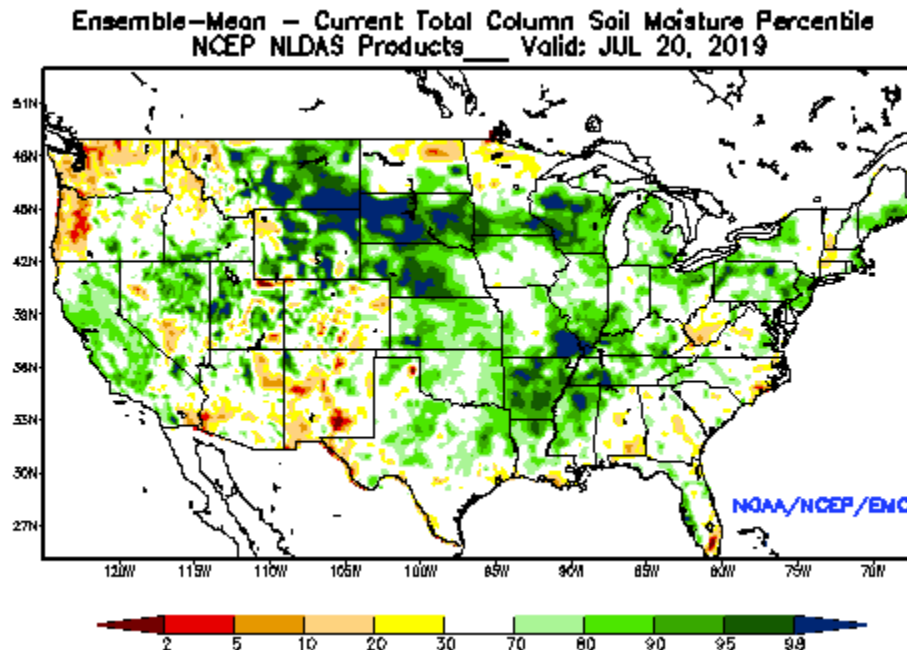 Ensemble-Mean - Current Total Column Soil Moisture Percentile
NCEP NLDAS Products___ Valid: JUL 20, 2019
51N
48N
45N
42N
39N
36N
33N
30N
27N
NOAA/NCEP/EMC
120W 115W 110W 105W 100W 95W 90W 85W 80W 75W 70W
2 5 10 20 30 70 80 90 95 98